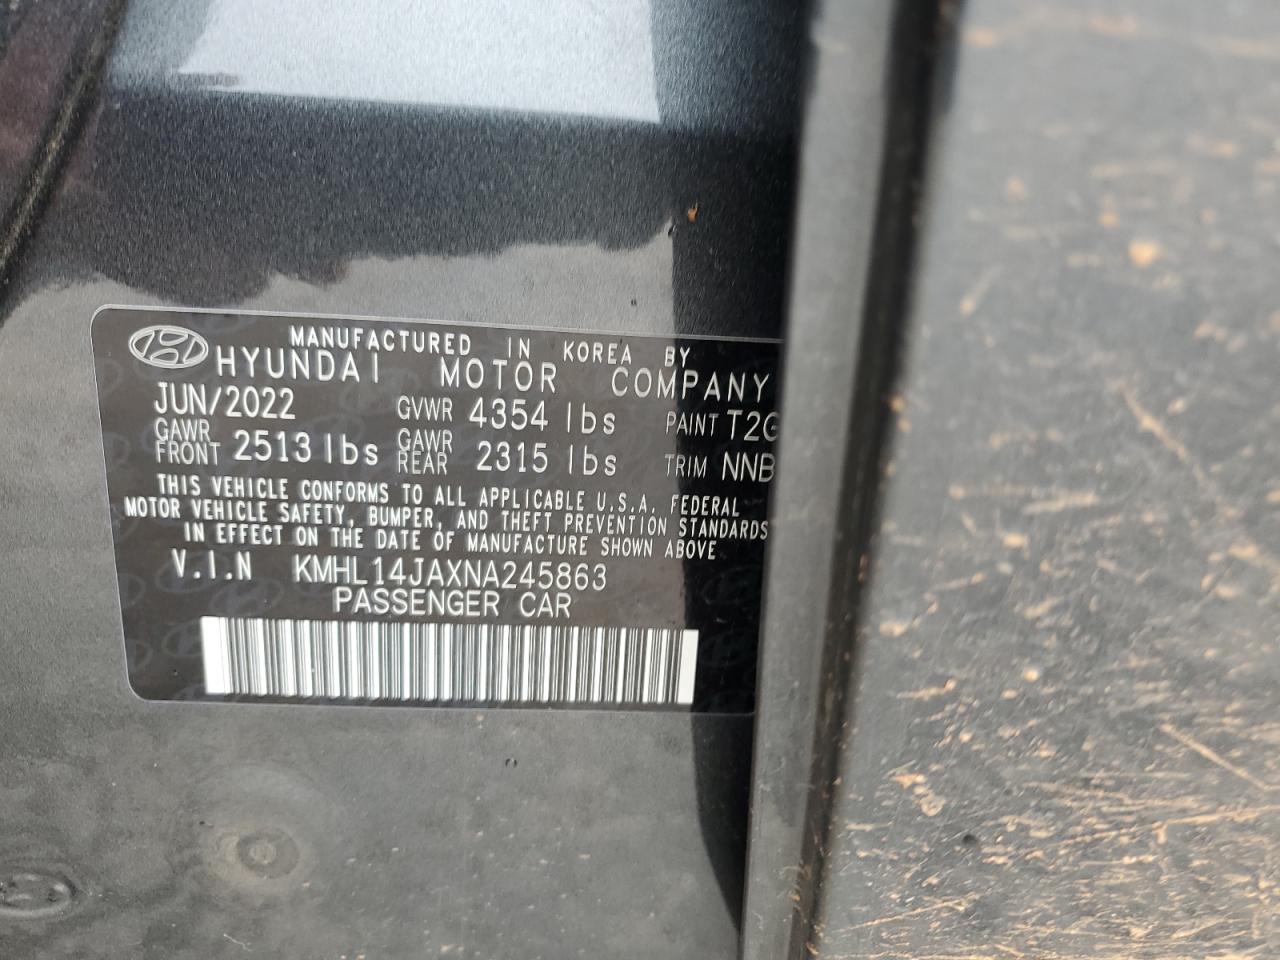 MANUFACTURED IN KOREA BY
HYUNDAI MOTOR COMPANY
JUN/2022 GVWR 4354 lbs PAINT T2G
GAWR FRONT 2513 lbs GAWR REAR 2315 lbs TRIM NNB
THIS VEHICLE CONFORMS TO ALL APPLICABLE U.S.A. FEDERAL
MOTOR VEHICLE SAFETY, BUMPER, AND THEFT PREVENTION STANDARDS
IN EFFECT ON THE DATE OF MANUFACTURE SHOWN ABOVE
V.I.N KMHL14JAXNA245863
PASSENGER CAR